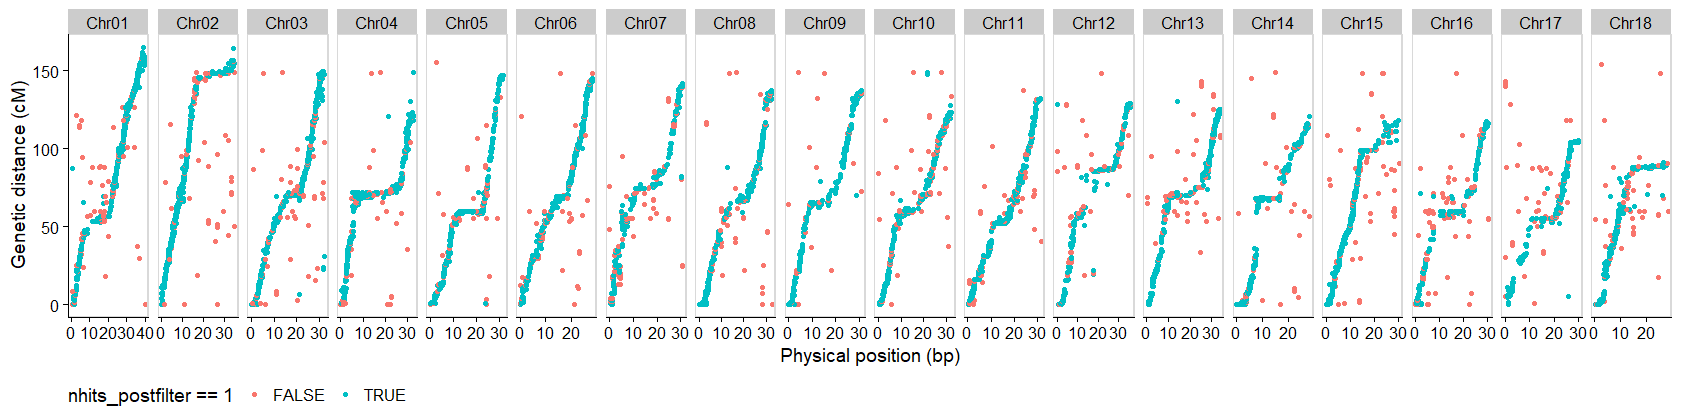 Chr01 Chr02 Chr03 Chr04 Chr05 Chr06 Chr07 Chr08 Chr09 Chr10 Chr11 Chr12 Chr13 Chr14 Chr15 Chr16 Chr17 Chr18
Genetic distance (cM)
150
100
50
0
0 10 20 30 40 0 10 20 30 0 10 20 30 0 10 20 30 0 10 20 30 0 10 20 0 10 20 30 0 10 20 30 0 10 20 30 0 10 20 30 0 10 20 30 0 10 20 30 0 10 20 30 0 10 20 0 10 20 30 0 10 20 30 0 10 20 30 0 10 20
Physical position (bp)
nhits_postfilter == 1 FALSE TRUE